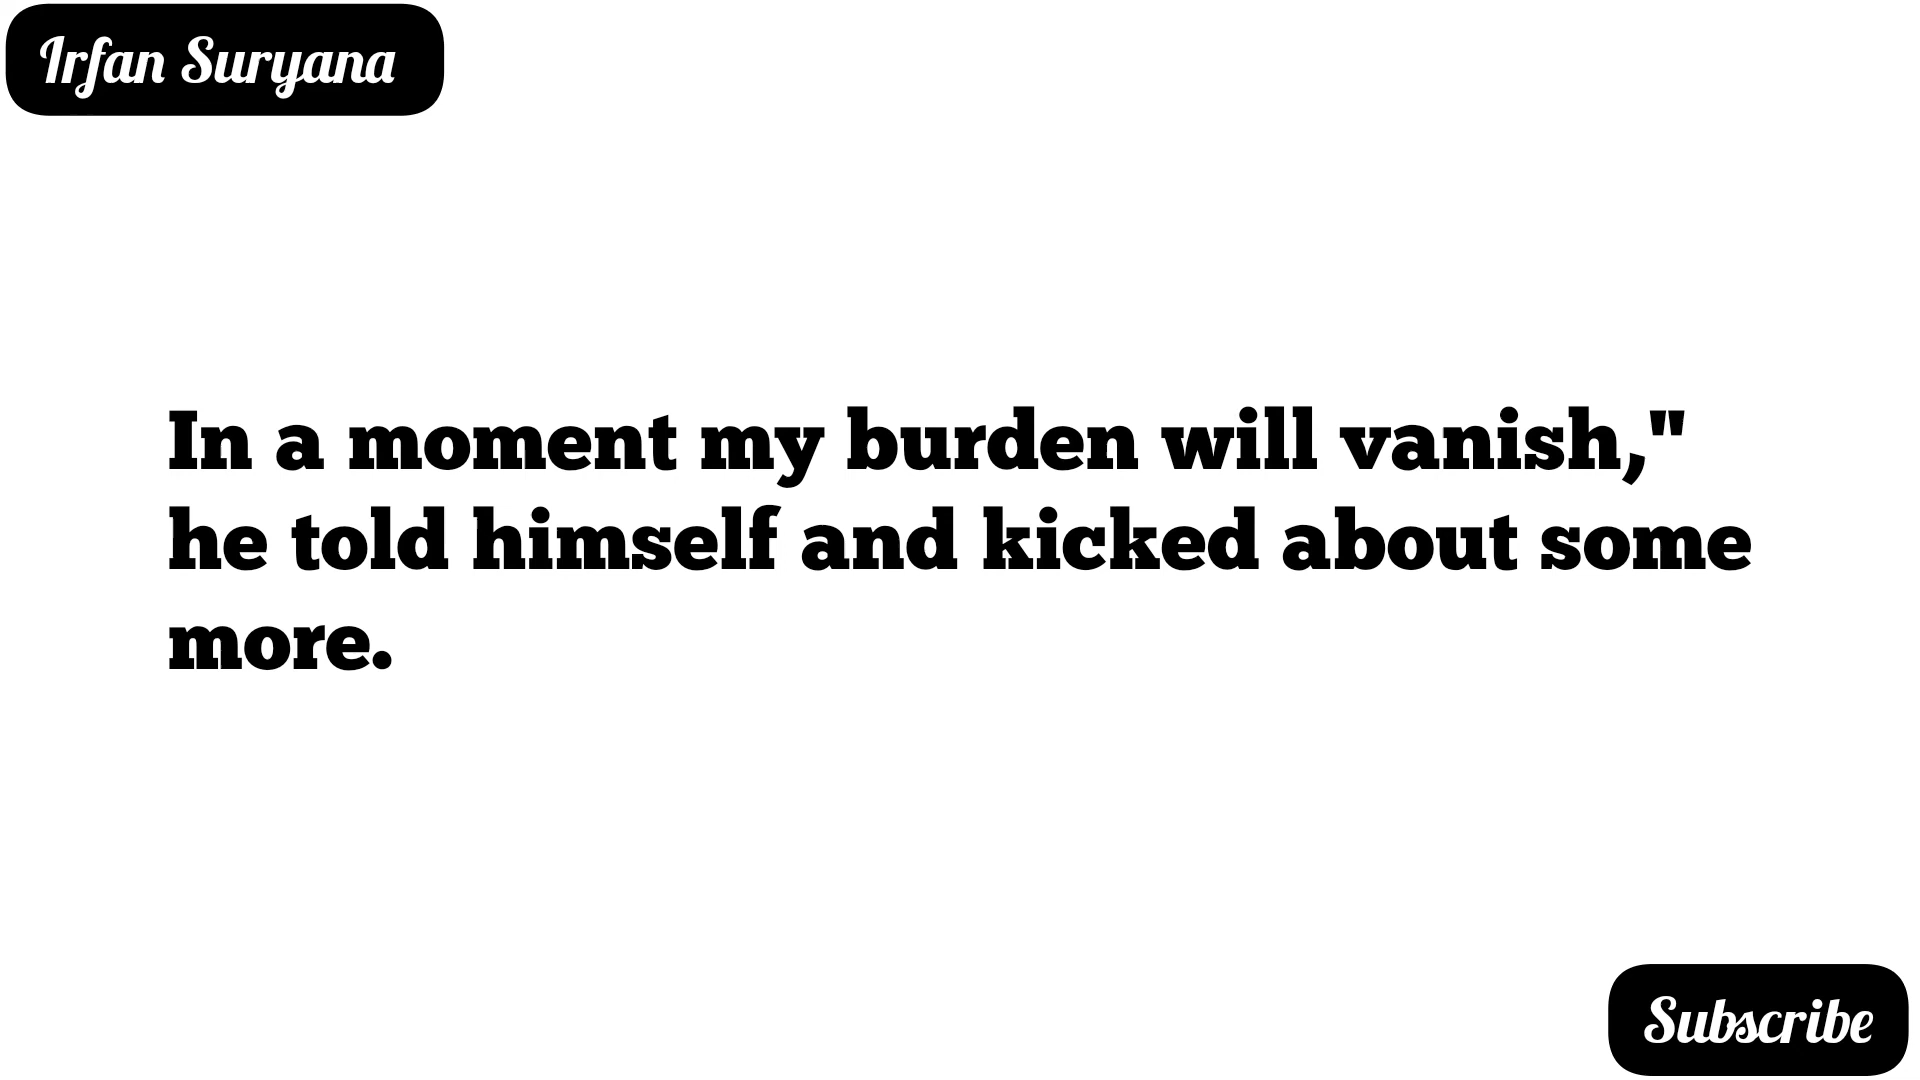 Irfan Suryana
In a moment my burden will vanish,"
he told himself and kicked about some
more.
Subscribe